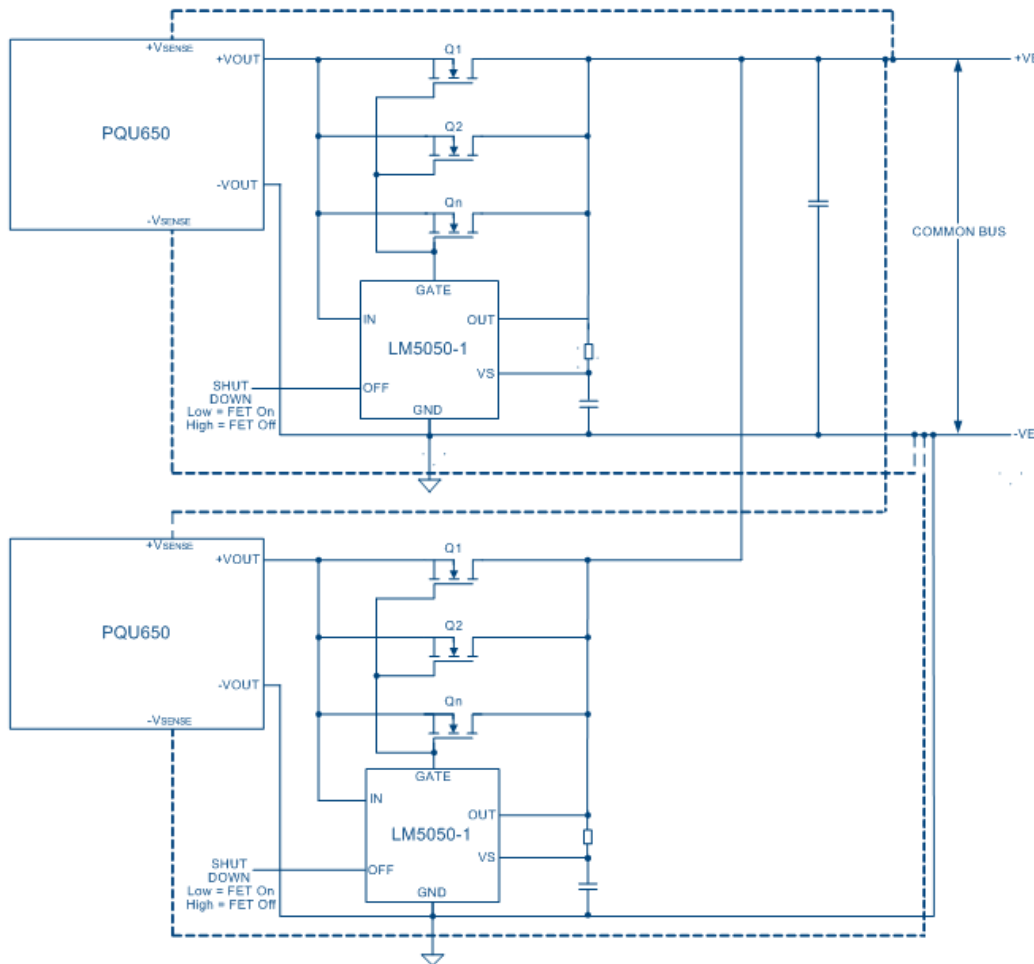 +VSENSE
+VOUT
PQU650
-VOUT
-VSENSE
Q1
Q2
Qn
GATE
IN
OUT
LM5050-1
VS
OFF
GND
SHUT
DOWN
Low = FET On
High = FET Off
+VE
COMMON BUS
-VE
+VSENSE
+VOUT
PQU650
-VOUT
-VSENSE
Q1
Q2
Qn
GATE
IN
OUT
LM5050-1
VS
OFF
GND
SHUT
DOWN
Low = FET On
High = FET Off